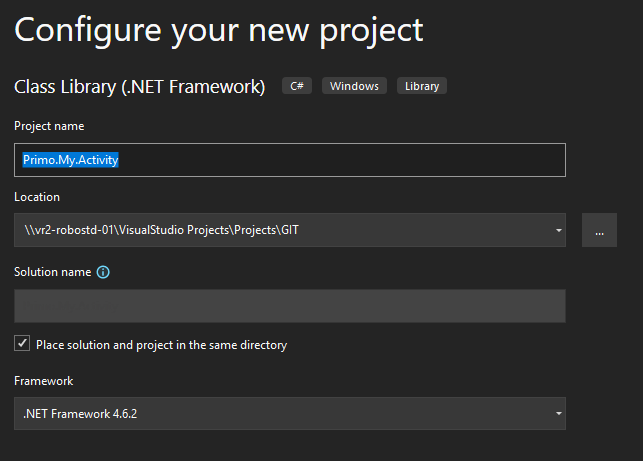 Configure your new project
Class Library (.NET Framework) C# Windows Library
Project name
Primo.My.Activity
Location
\\vr2-robostd-01\VisualStudio Projects\Projects\GIT
...
Solution name
Place solution and project in the same directory
Framework
.NET Framework 4.6.2